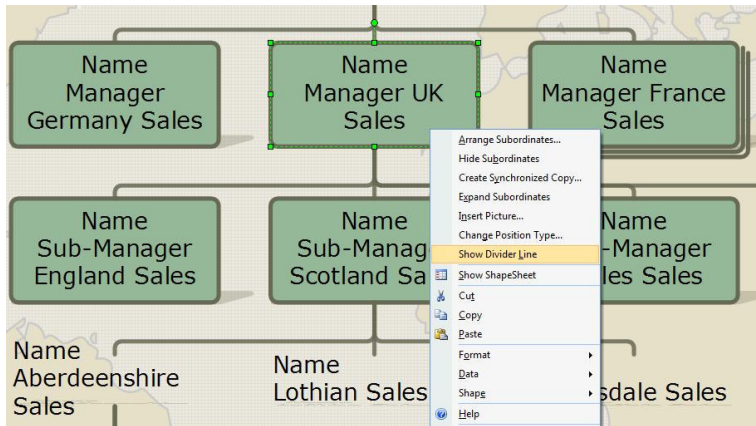 Name
Manager
Germany Sales
Name
Manager UK
Sales
Name
Manager France
Sales
Name
Sub-Manager
England Sales
Name
Sub-Manag
Scotland Sa
Name
-Manager
les Sales
Name
Aberdeenshire
Sales
Name
Lothian Sales
sdale Sales
Arrange Subordinates...
Hide Subordinates
Create Synchronized Copy...
Expand Subordinates
Insert Picture...
Change Position Type...
Show Divider Line
Show ShapeSheet
Cut
Copy
Paste
Format
Data
Shape
Help